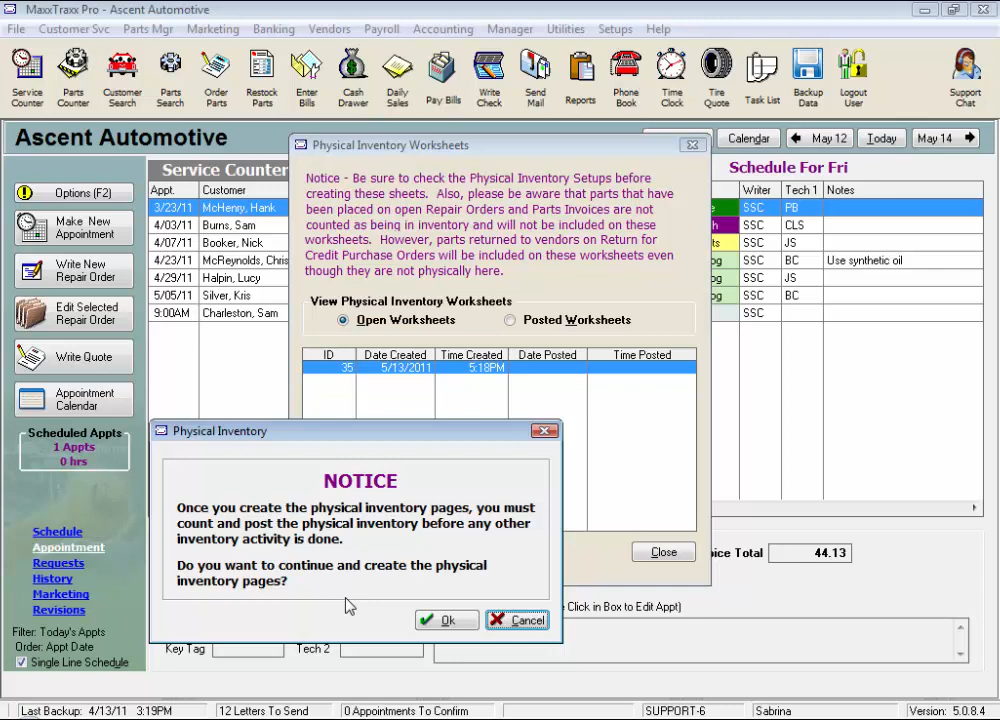 MaxxTraxx Pro - Ascent Automotive
File Customer Svc Parts Mgr Marketing Banking Vendors Payroll Accounting Manager Utilities Setups Help
Service Counter
Parts Counter
Customer Search
Parts Search
Order Parts
Restock Parts
Enter Bills
Cash Drawer
Daily Sales
Pay Bills
Write Check
Send Mail
Reports
Phone Book
Time Clock
Tire Quote
Task List
Backup Data
Logout User
Support Chat
Ascent Automotive
Calendar May 12 Today May 14
Options (F2)
Make New
Appointment
Write New
Repair Order
Edit Selected
Repair Order
Write Quote
Appointment
Calendar
Scheduled Appts
1 Appts
0 hrs
Schedule
Appointment
Requests
History
Marketing
Revisions
Filter: Today's Appts
Order: Appt Date
Single Line Schedule
Service Counter
Schedule For Fri
Appt. Customer
3/23/11 McHenry, Hank
4/03/11 Burns, Sam
4/07/11 Booker, Nick
4/23/11 McReynolds, Chris
4/29/11 Halpin, Lucy
5/05/11 Silver, Kris
9:00AM Charleston, Sam
Writer Tech 1 Notes
SSC PB
SSC CLS
SSC JS
SSC BC Use synthetic oil
SSC JS
SSC BC
SSC
Physical Inventory Worksheets
Notice - Be sure to check the Physical Inventory Setups before
creating these sheets. Also, please be aware that parts that have
been placed on open Repair Orders and Parts Invoices are not
counted as being in inventory and will not be included on these
worksheets. However, parts returned to vendors on Return for
Credit Purchase Orders will be included on these worksheets even
though they are not physically here.
View Physical Inventory Worksheets
Open Worksheets Posted Worksheets
ID Date Created Time Created Date Posted Time Posted
35 5/13/2011 5:18PM
Close
Physical Inventory
NOTICE
Once you create the physical inventory pages, you must
count and post the physical inventory before any other
inventory activity is done.
Do you want to continue and create the physical
inventory pages?
Ok Cancel
ice Total 44.13
Click in Box to Edit Appt)
Key Tag Tech 2
Last Backup: 4/13/11 3:19PM 12 Letters To Send 0 Appointments To Confirm SUPPORT-6 Sabrina Version: 5.0.8.4